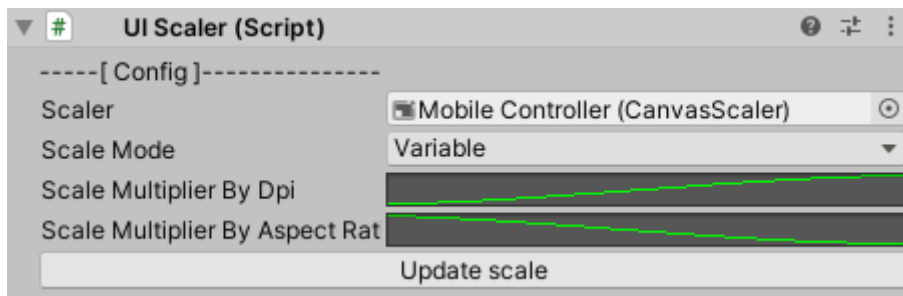 # UI Scaler (Script)
-----[ Config ]---------------
Scaler Mobile Controller (CanvasScaler)
Scale Mode Variable
Scale Multiplier By Dpi
Scale Multiplier By Aspect Rat
Update scale